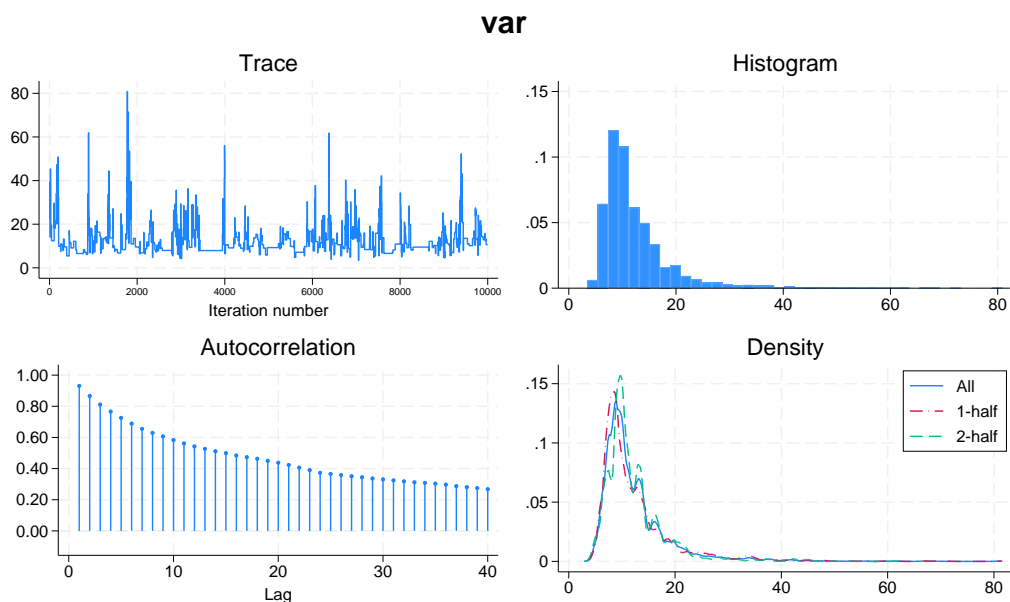 var
Trace
80
60
40
20
0
0 2000 4000 6000 8000 10000
Iteration number
Histogram
.15
.1
.05
0
0 20 40 60 80
Autocorrelation
1.00
0.80
0.60
0.40
0.20
0.00
0 10 20 30 40
Lag
Density
.15
.1
.05
0
0 20 40 60 80
All
1-half
2-half